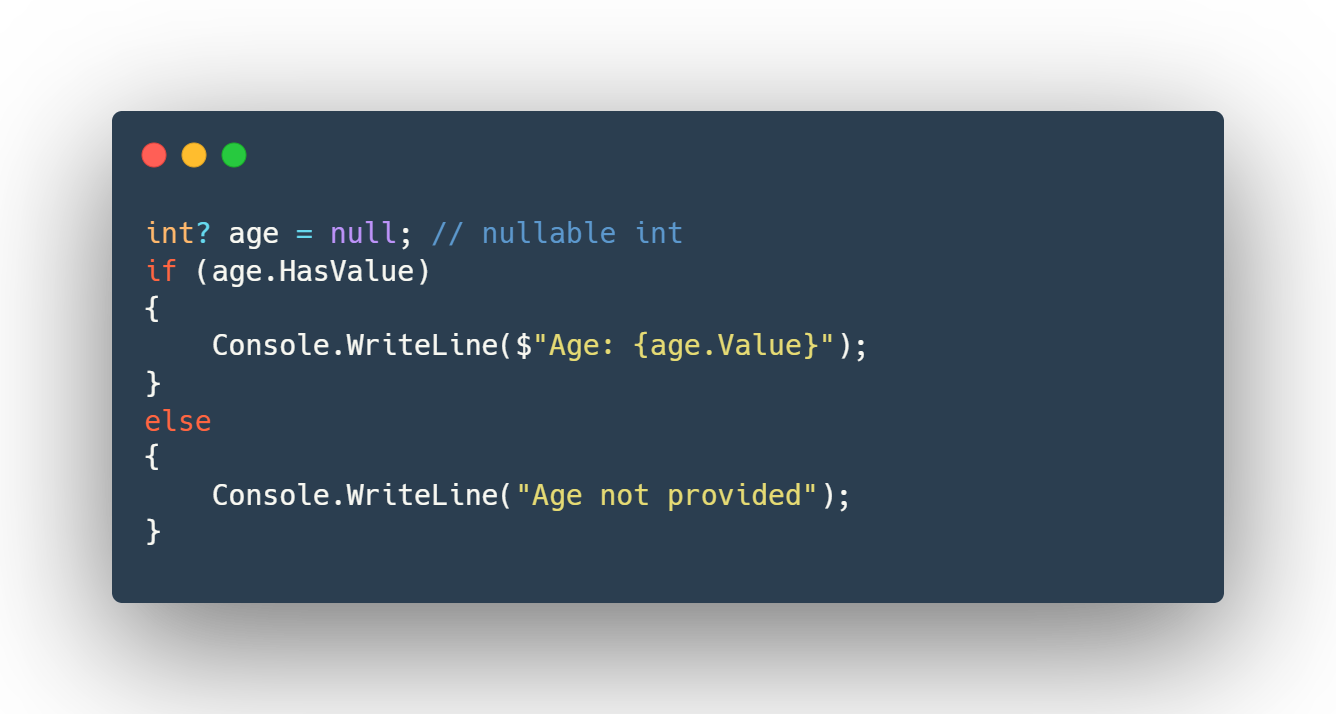 int? age = null; // nullable int
if (age.HasValue)
{
    Console.WriteLine($"Age: {age.Value}");
}
else
{
    Console.WriteLine("Age not provided");
}